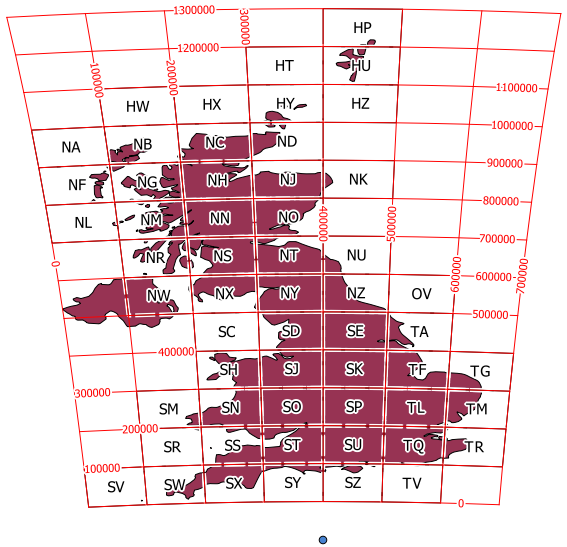 1300000
300000
HP
1200000
HT
HU
100000
200000
1100000
HW
HX
HY
HZ
1000000
NA
NB
NC
ND
900000
NF
NG
NH
NJ
NK
800000
NL
NM
NN
NO
400000
500000
700000
0
NR
NS
NT
NU
600000
600000
700000
NW
NX
NY
NZ
OV
500000
SC
SD
SE
TA
400000
SH
SJ
SK
TF
TG
300000
SM
SN
SO
SP
TL
TM
200000
SR
SS
ST
SU
TQ
TR
100000
SV
SW
SX
SY
SZ
TV
0